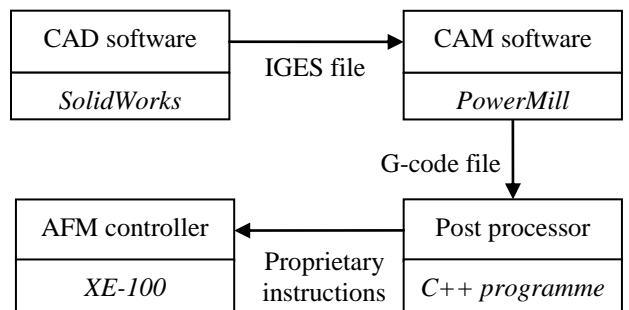 CAD software
SolidWorks
IGES file
CAM software
PowerMill
G-code file
AFM controller
XE-100
Proprietary
instructions
Post processor
C++ programme